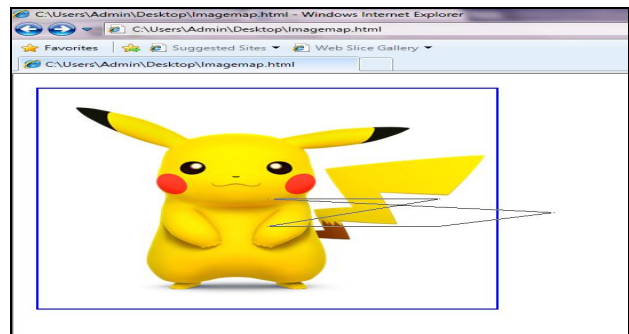 C:\Users\Admin\Desktop\Imagemap.html - Windows Internet Explorer
C:\Users\Admin\Desktop\Imagemap.html
Favorites Suggested Sites Web Slice Gallery
C:\Users\Admin\Desktop\Imagemap.html